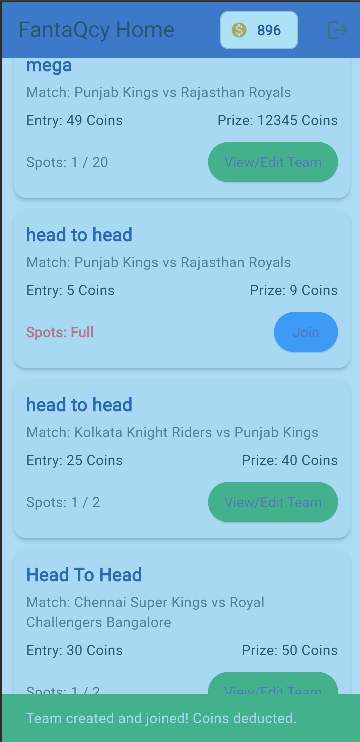 FantaQcy Home
896
mega
Match: Punjab Kings vs Rajasthan Royals
Entry: 49 Coins
Prize: 12345 Coins
Spots: 1 / 20
View/Edit Team
head to head
Match: Punjab Kings vs Rajasthan Royals
Entry: 5 Coins
Prize: 9 Coins
Spots: Full
Join
head to head
Match: Kolkata Knight Riders vs Punjab Kings
Entry: 25 Coins
Prize: 40 Coins
Spots: 1 / 2
View/Edit Team
Head To Head
Match: Chennai Super Kings vs Royal
Challengers Bangalore
Entry: 30 Coins
Prize: 50 Coins
Spots: 1 / 2
View/Edit Team
Team created and joined! Coins deducted.